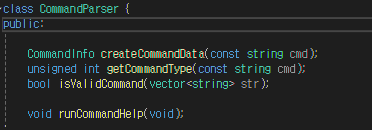 class CommandParser {
public:
CommandInfo createCommandData(const string cmd);
unsigned int getCommandType(const string cmd);
bool isValidCommand(vector<string> str);
void runCommandHelp(void);